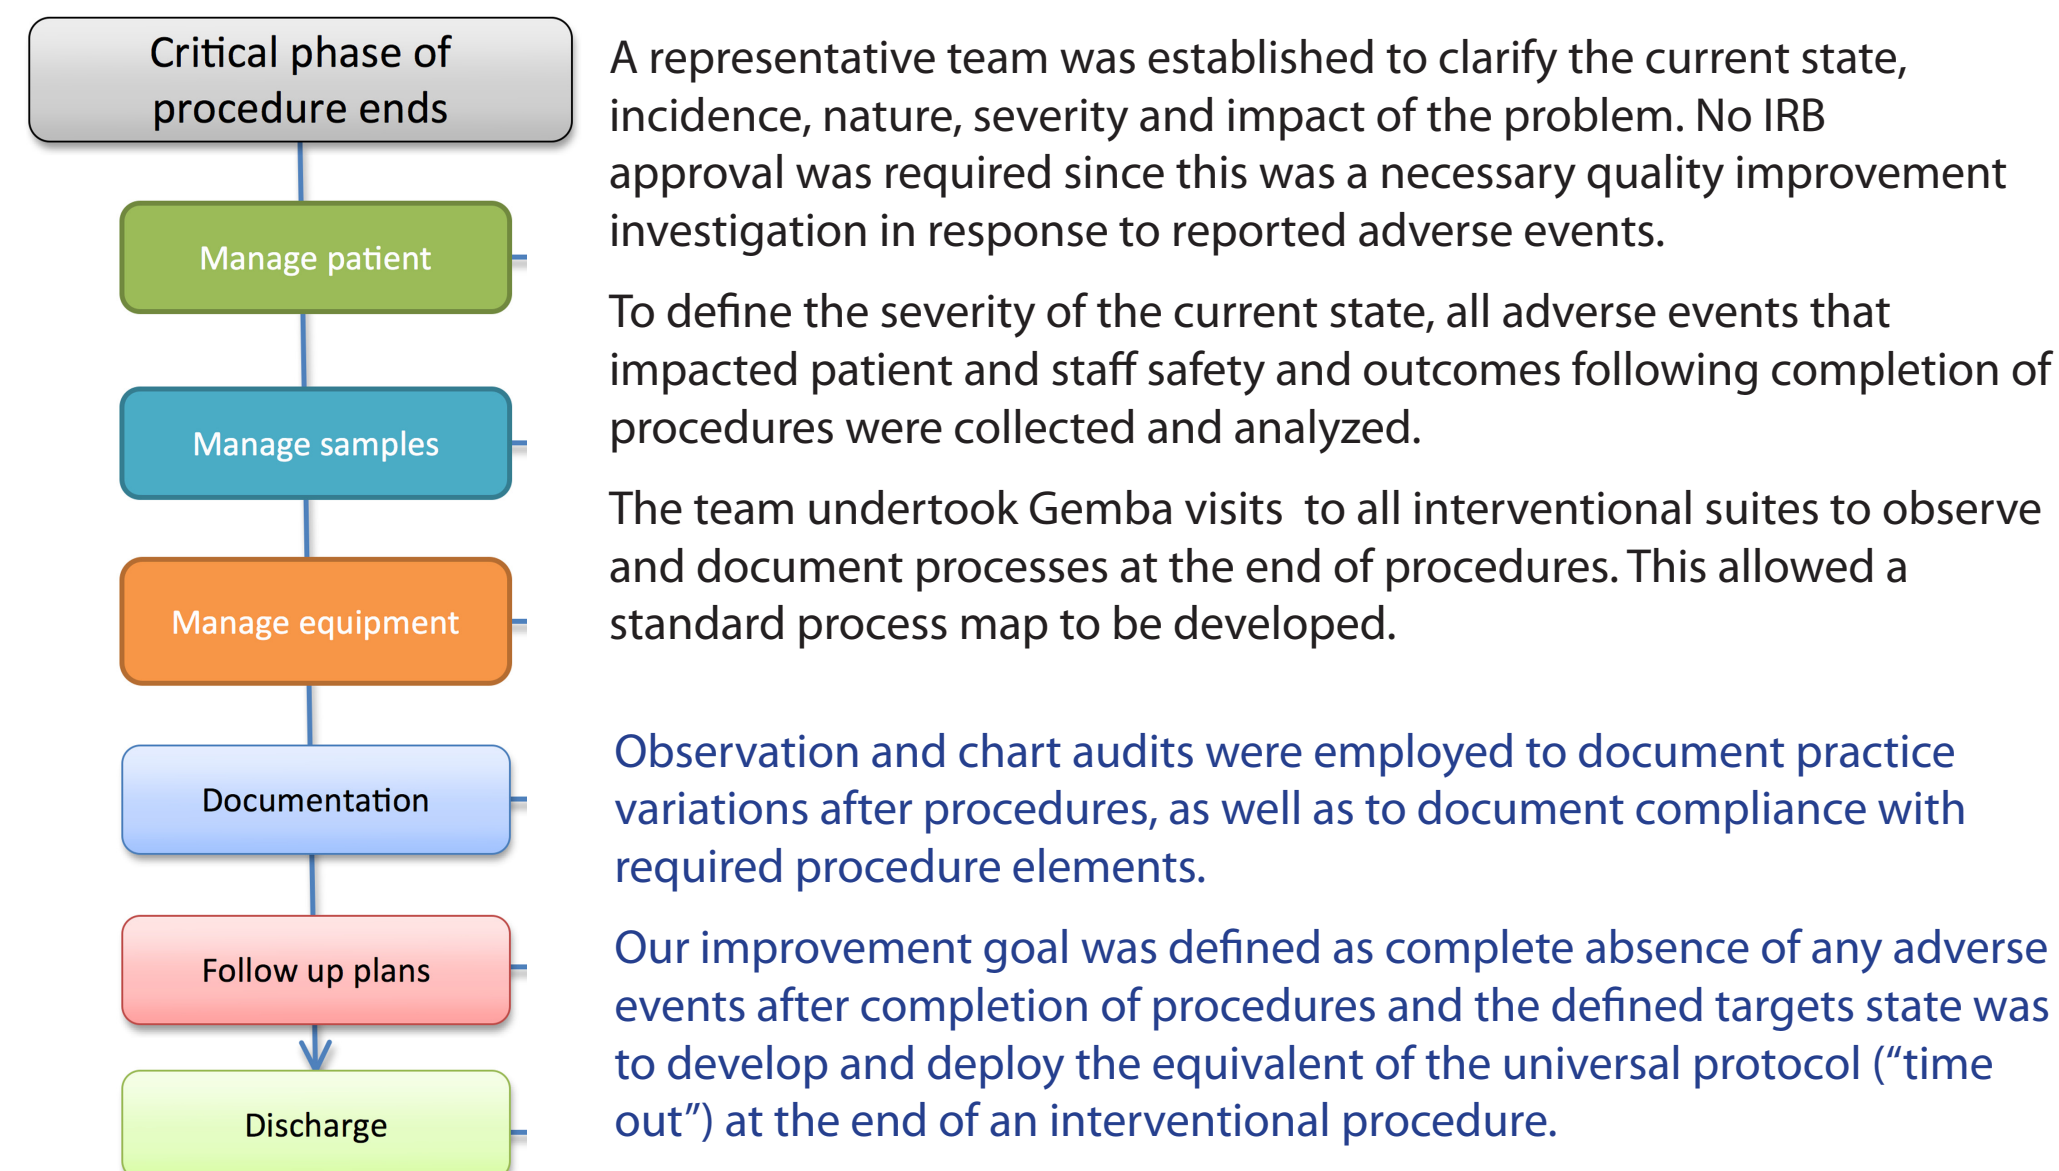 Critical phase of
procedure ends
Manage patient
Manage samples
Manage equipment
Documentation
Follow up plans
Discharge
A representative team was established to clarify the current state,
incidence, nature, severity and impact of the problem. No IRB
approval was required since this was a necessary quality improvement
investigation in response to reported adverse events.
To define the severity of the current state, all adverse events that
impacted patient and staff safety and outcomes following completion of
procedures were collected and analyzed.
The team undertook Gemba visits  to all interventional suites to observe
and document processes at the end of procedures. This allowed a
standard process map to be developed.
Observation and chart audits were employed to document practice
variations after procedures, as well as to document compliance with
required procedure elements.
Our improvement goal was defined as complete absence of any adverse
events after completion of procedures and the defined targets state was
to develop and deploy the equivalent of the universal protocol (“time
out”) at the end of an interventional procedure.